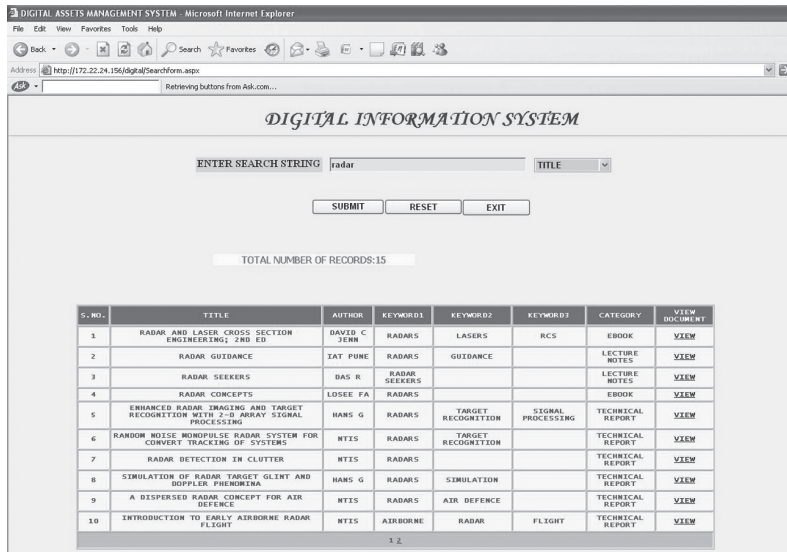 DIGITAL ASSETS MANAGEMENT SYSTEM - Microsoft Internet Explorer
File Edit View Favorites Tools Help
Back Search Favorites
Address http://172.22.24.156/digital/Searchform.aspx
Ask Retrieving buttons from Ask.com...
DIGITAL INFORMATION SYSTEM
ENTER SEARCH STRING radar TITLE
SUBMIT RESET EXIT
TOTAL NUMBER OF RECORDS:15
S.NO. TITLE AUTHOR KEYWORD1 KEYWORD2 KEYWORD3 CATEGORY VIEW DOCUMENT
1 RADAR AND LASER CROSS SECTION ENGINEERING; 2ND ED DAVID C JENN RADARS LASERS RCS EBOOK VIEW
2 RADAR GUIDANCE IAT PUNE RADARS GUIDANCE LECTURE NOTES VIEW
3 RADAR SEEKERS DAS R RADAR SEEKERS LECTURE NOTES VIEW
4 RADAR CONCEPTS LOSEE FA RADARS EBOOK VIEW
5 ENHANCED RADAR IMAGING AND TARGET RECOGNITION WITH 2-D ARRAY SIGNAL PROCESSING HANS G RADARS TARGET RECOGNITION SIGNAL PROCESSING TECHNICAL REPORT VIEW
6 RANDOM NOISE MONOPULSE RADAR SYSTEM FOR CONVERT TRACKING OF SYSTEMS NTIS RADARS TARGET RECOGNITION TECHNICAL REPORT VIEW
7 RADAR DETECTION IN CLUTTER NTIS RADARS TECHNICAL REPORT VIEW
8 SIMULATION OF RADAR TARGET GLINT AND DOPPLER PHENOMINA HANS G RADARS SIMULATION TECHNICAL REPORT VIEW
9 A DISPERSED RADAR CONCEPT FOR AIR DEFENCE NTIS RADARS AIR DEFENCE TECHNICAL REPORT VIEW
10 INTRODUCTION TO EARLY AIRBORNE RADAR FLIGHT NTIS AIRBORNE RADAR FLIGHT TECHNICAL REPORT VIEW
1 2